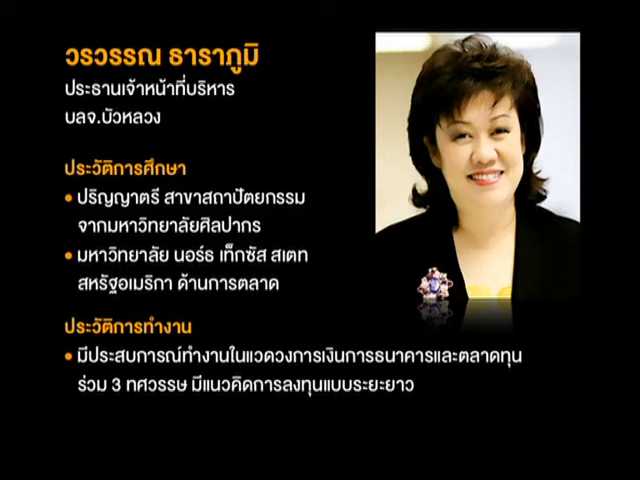 วรวรรณ ธาราภูมิ
ประธานเจ้าหน้าที่บริหาร
บลจ.บัวหลวง
ประวัติการศึกษา
• ปริญญาตรี สาขาสถาปัตยกรรม
จากมหาวิทยาลัยศิลปากร
• มหาวิทยาลัย นอร์ธ เท็กซัส สเตท
สหรัฐอเมริกา ด้านการตลาด
ประวัติการทำงาน
• มีประสบการณ์ทำงานในแวดวงการเงินการธนาคารและตลาดทุน
ร่วม 3 ทศวรรษ มีแนวคิดการลงทุนแบบระยะยาว